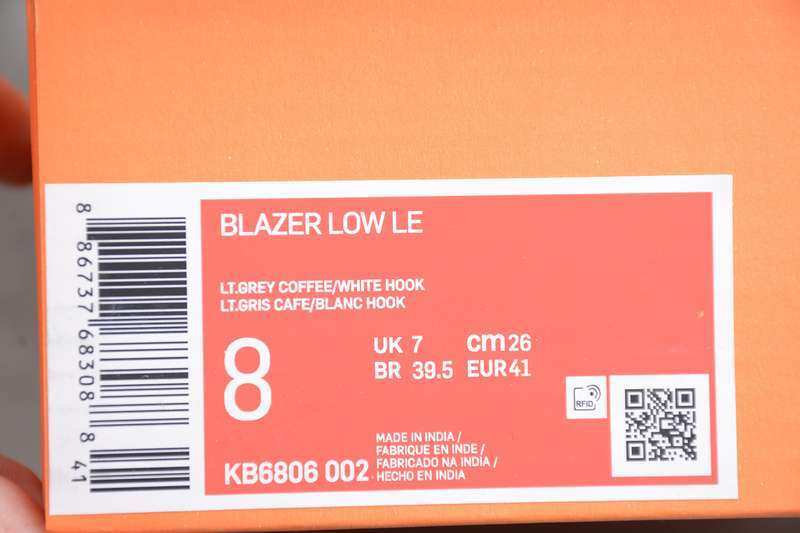 BLAZER LOW LE
LT.GREY COFFEE/WHITE HOOK
LT.GRIS CAFE/BLANC HOOK
8
UK 7 cm 26
BR 39.5 EUR 41
RFID
KB6806 002
MADE IN INDIA /
FABRIQUE EN INDE /
FABRICADO NA INDIA /
HECHO EN INDIA
8 86737 68308 8 41